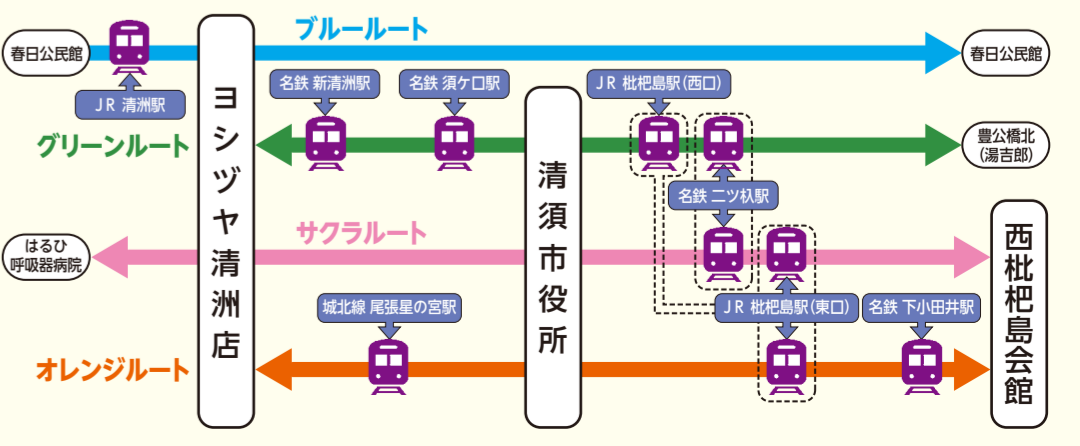 ブルールート
春日公民館
春日公民館
JR 清洲駅
ヨシヅヤ清洲店
名鉄 新清洲駅
名鉄 須ケ口駅
JR 枇杷島駅(西口)
グリーンルート
豊公橋北
(湯吉郎)
清須市役所
名鉄 二ツ杁駅
サクラルート
はるひ
呼吸器病院
西枇杷島会館
城北線 尾張星の宮駅
JR 枇杷島駅(東口)
名鉄 下小田井駅
オレンジルート